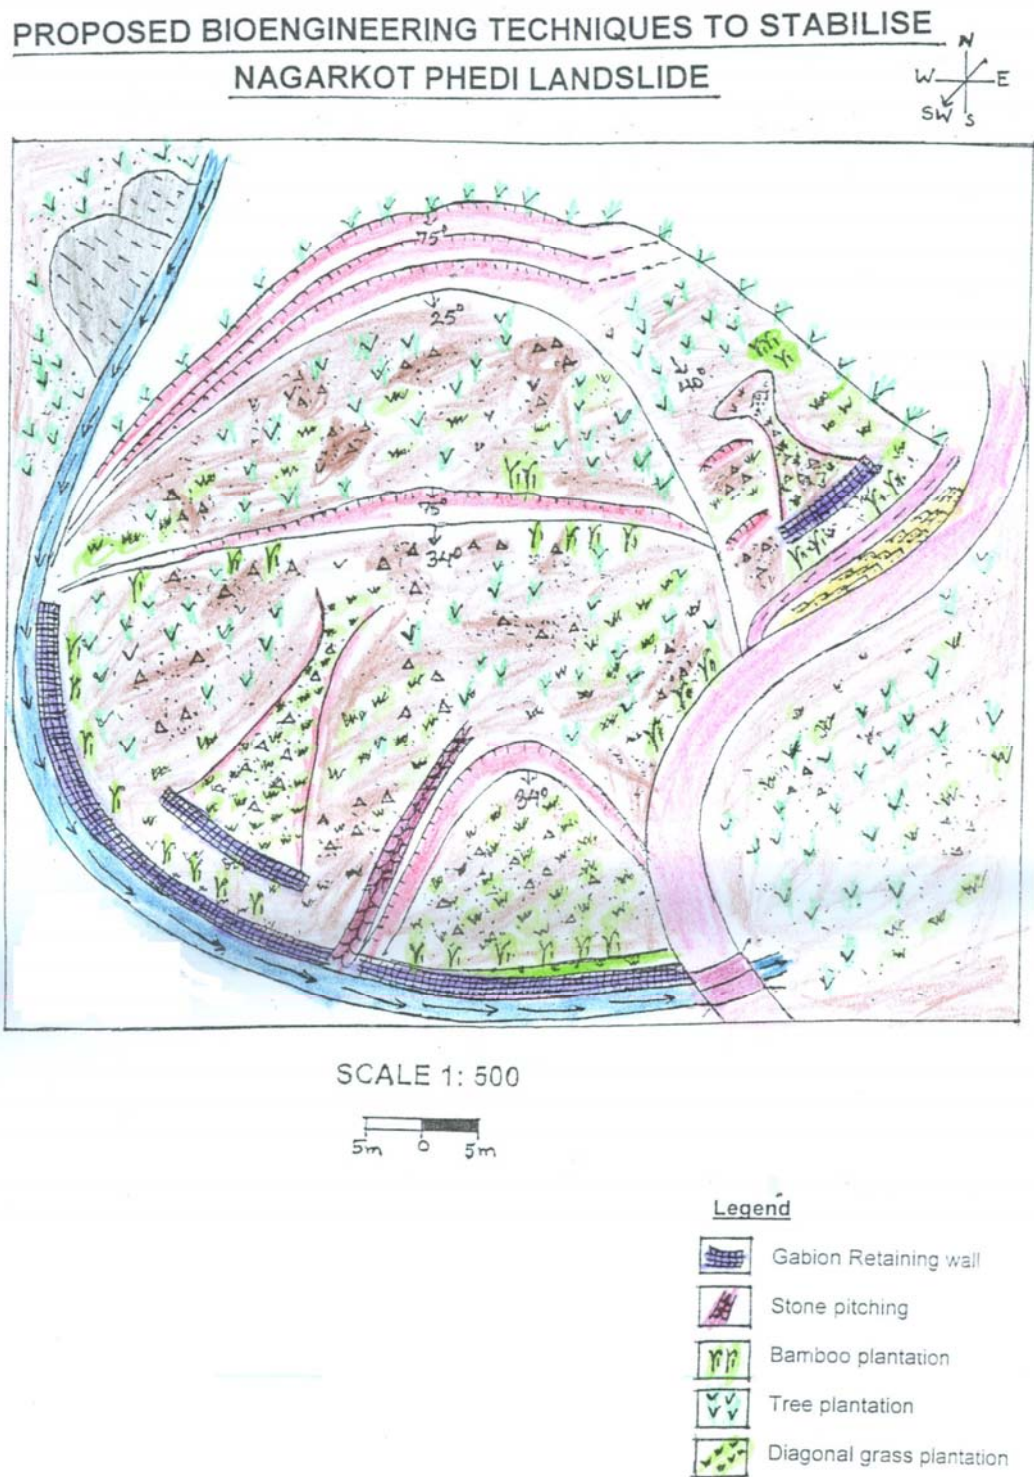 PROPOSED BIOENGINEERING TECHNIQUES TO STABILISE
NAGARKOT PHEDI LANDSLIDE
N
W E
SW S
75°
25°
40°
75°
34°
34°
SCALE 1: 500
5m 0 5m
Legend
Gabion Retaining wall
Stone pitching
Bamboo plantation
Tree plantation
Diagonal grass plantation